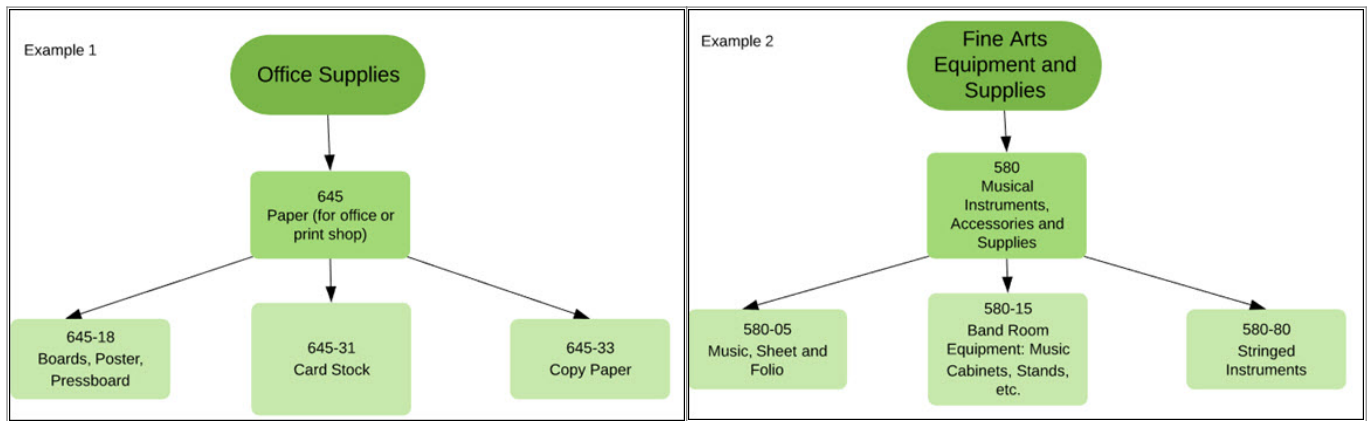 Example 1
Office Supplies
645
Paper (for office or
print shop)
645-18
Boards, Poster,
Pressboard
645-31
Card Stock
645-33
Copy Paper
Example 2
Fine Arts
Equipment and
Supplies
580
Musical
Instruments,
Accessories and
Supplies
580-05
Music, Sheet and
Folio
580-15
Band Room
Equipment: Music
Cabinets, Stands,
etc.
580-80
Stringed
Instruments